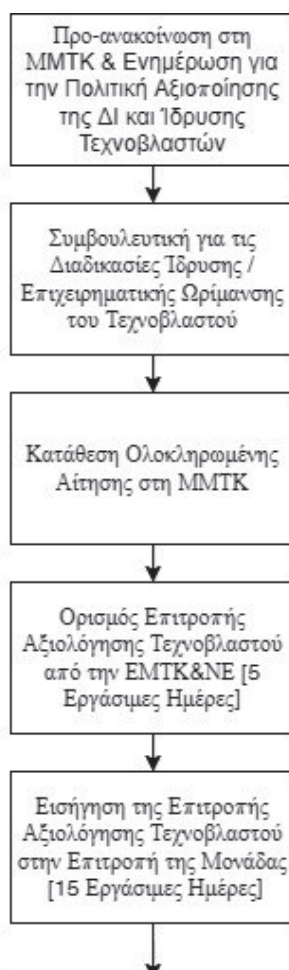 Προ-ανακοίνωση στη
ΜΜΤΚ & Ενημέρωση για
την Πολιτική Αξιοποίησης
της ΔΙ και Ίδρυσης
Τεχνοβλαστών
Συμβουλευτική για τις
Διαδικασίες Ίδρυσης /
Επιχειρηματικής Ωρίμανσης
του Τεχνοβλαστού
Κατάθεση Ολοκληρωμένης
Αίτησης στη ΜΜΤΚ
Ορισμός Επιτροπής
Αξιολόγησης Τεχνοβλαστού
από την ΕΜΤΚ&ΝΕ [5
Εργάσιμες Ημέρες]
Εισήγηση της Επιτροπής
Αξιολόγησης Τεχνοβλαστού
στην Επιτροπή της Μονάδας
[15 Εργάσιμες Ημέρες]